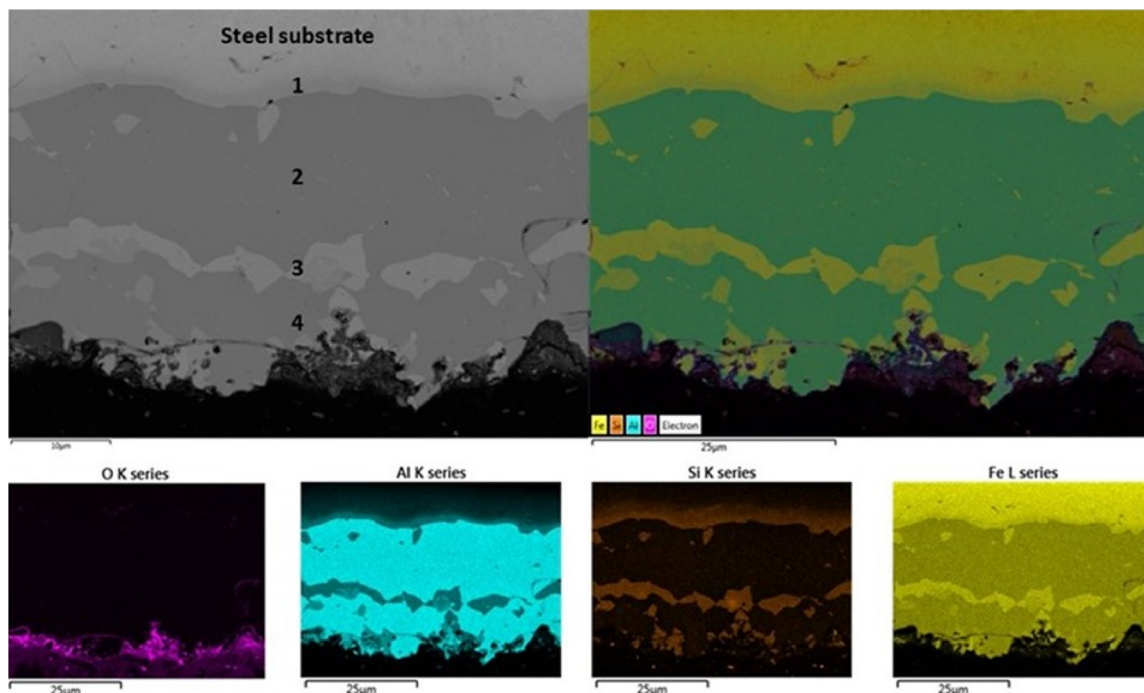 Steel substrate
1
2
3
4
10µm
Fe Si Al O Electron
25µm
O K series
Al K series
Si K series
Fe L series
25µm
25µm
25µm
25µm